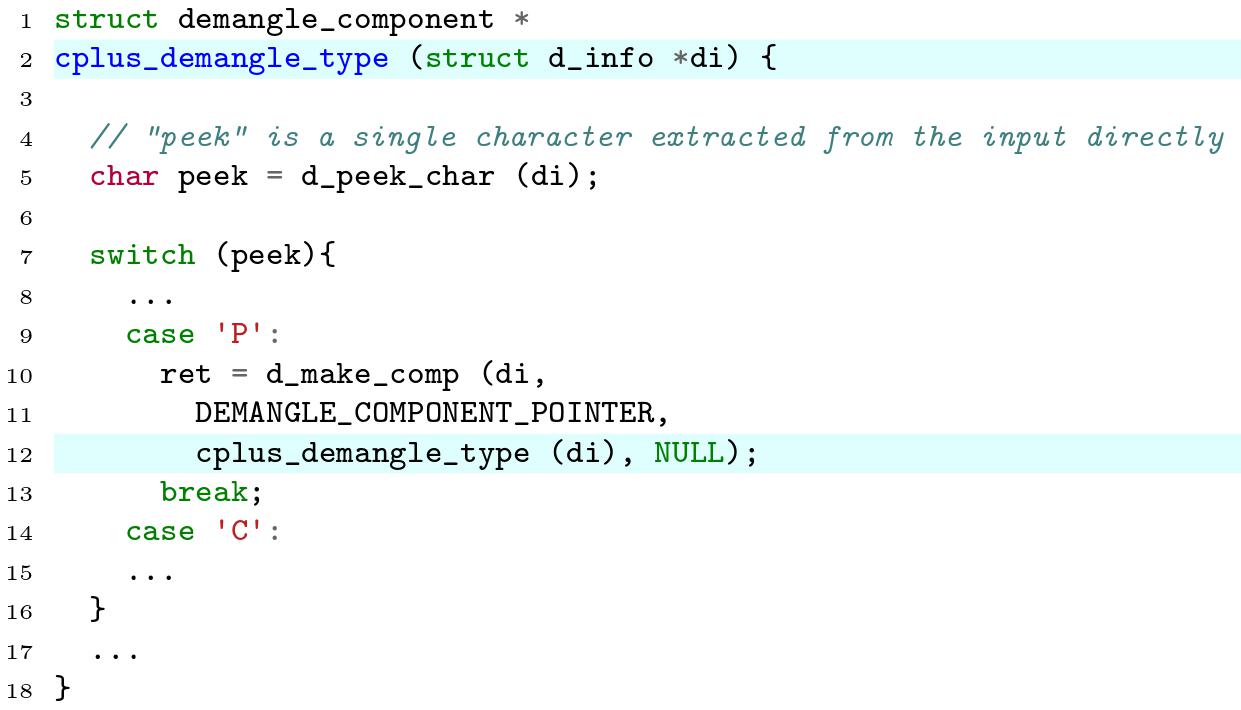 1 struct demangle_component *
2 cplus_demangle_type (struct d_info *di) {
3
4 // "peek" is a single character extracted from the input directly
5 char peek = d_peek_char (di);
6
7 switch (peek){
8 ...
9 case 'P':
10 ret = d_make_comp (di,
11 DEMANGLE_COMPONENT_POINTER,
12 cplus_demangle_type (di), NULL);
13 break;
14 case 'C':
15 ...
16 }
17 ...
18 }